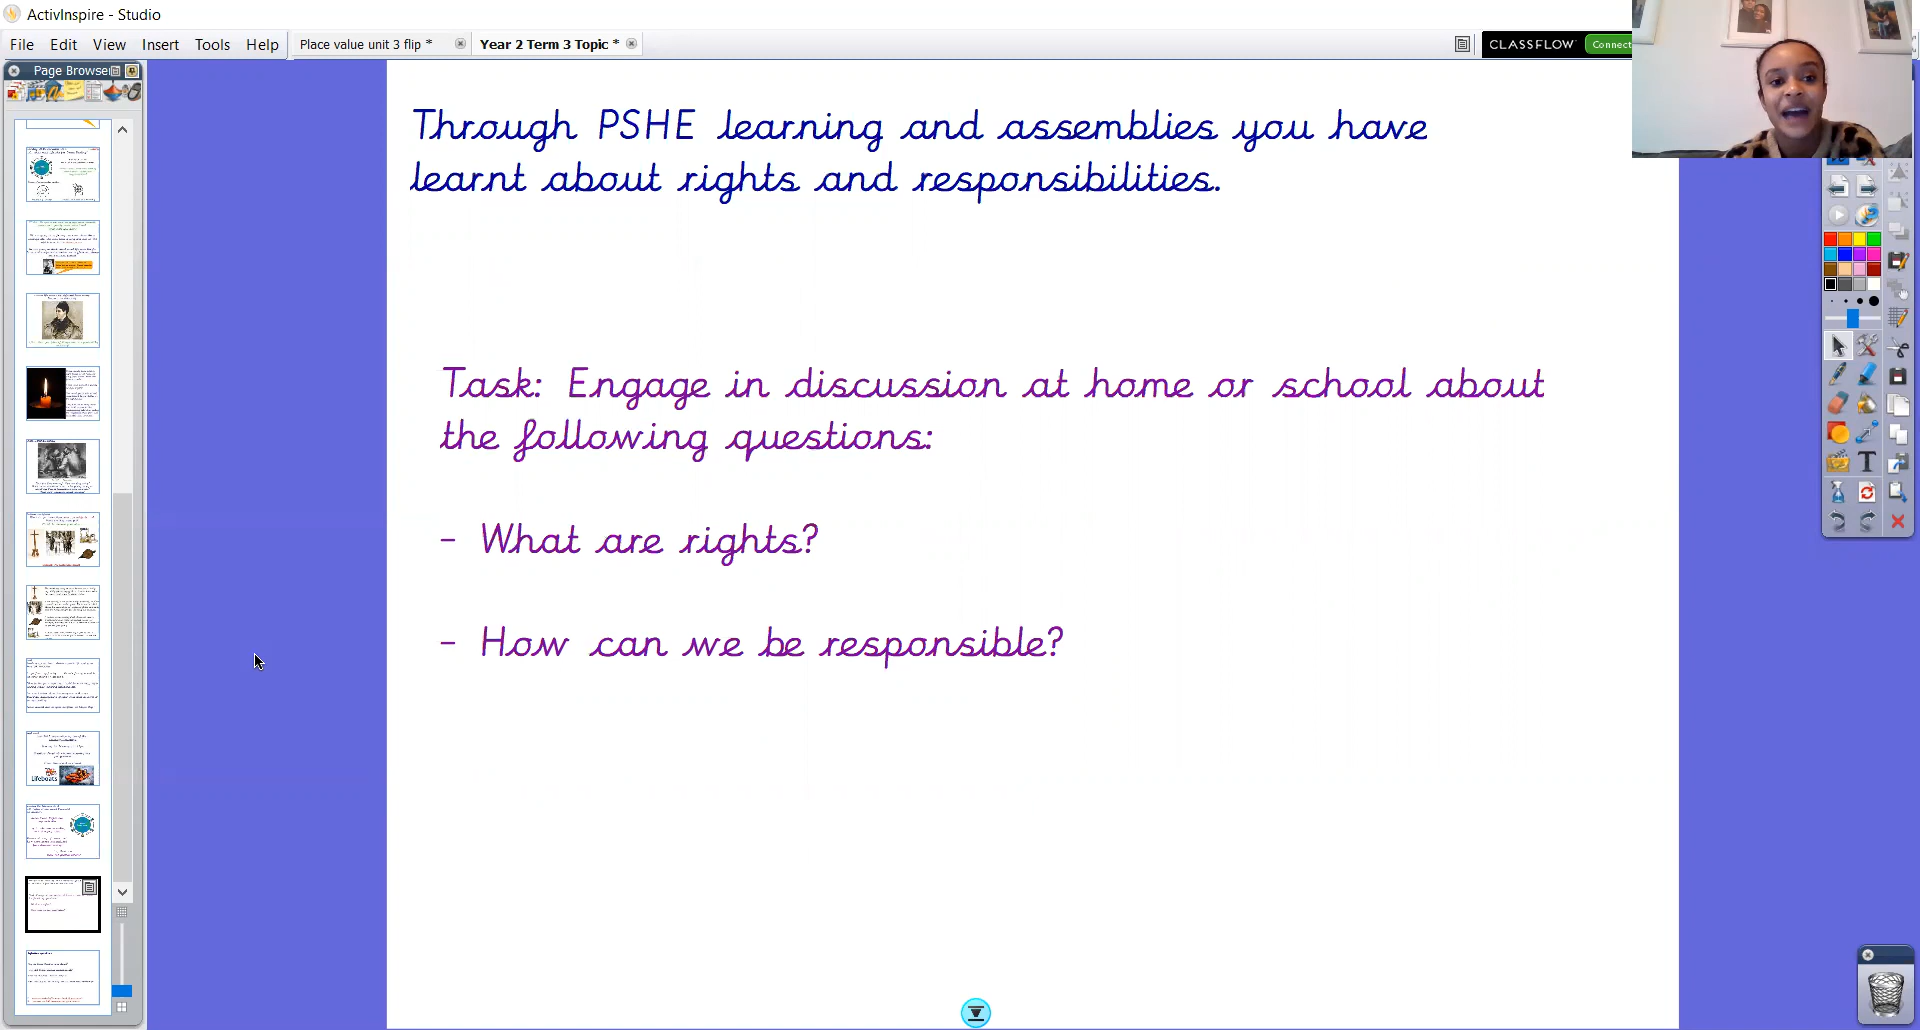 ActivInspire - Studio
File Edit View Insert Tools Help
Place value unit 3 flip *
Year 2 Term 3 Topic *
CLASSFLOW
Connect
Page Browser
Through PSHE learning and assemblies you have
learnt about rights and responsibilities.
Task: Engage in discussion at home or school about
the following questions:
- What are rights?
- How can we be responsible?
Lifeboats